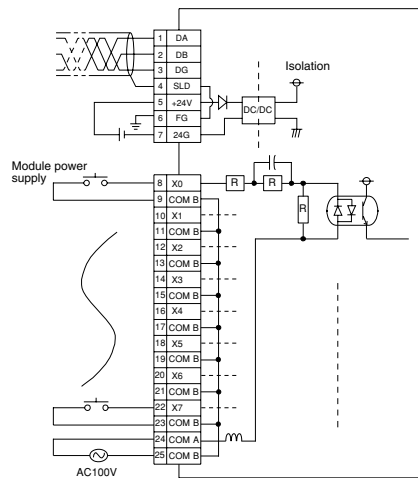 1 DA
2 DB
3 DG
4 SLD
5 +24V
6 FG
7 24G
Isolation
DC/DC
Module power
supply
8 X0
9 COM B
10 X1
11 COM B
12 X2
13 COM B
14 X3
15 COM B
16 X4
17 COM B
18 X5
19 COM B
20 X6
21 COM B
22 X7
23 COM B
24 COM A
25 COM B
R
R
R
AC100V